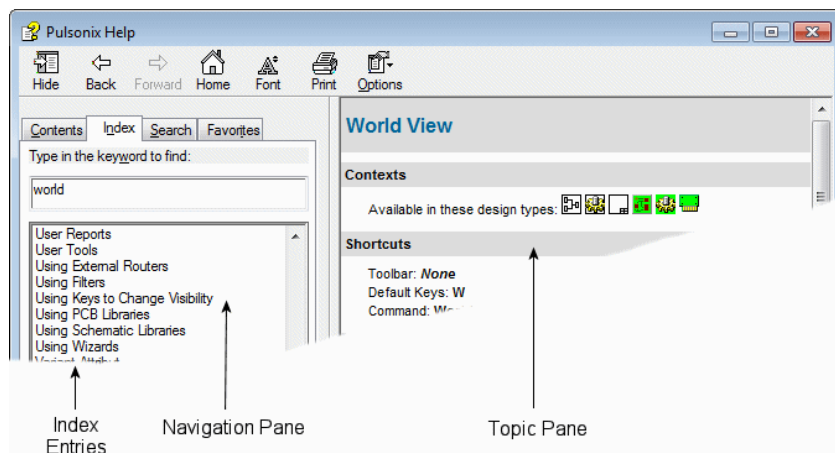 Pulsonix Help
Hide Back Forward Home Font Print Options
Contents Index Search Favorites
Type in the keyword to find:
world
User Reports
User Tools
Using External Routers
Using Filters
Using Keys to Change Visibility
Using PCB Libraries
Using Schematic Libraries
Using Wizards
World View
Contexts
Available in these design types:
Shortcuts
Toolbar: None
Default Keys: W
Command:
Index
Entries
Navigation Pane
Topic Pane